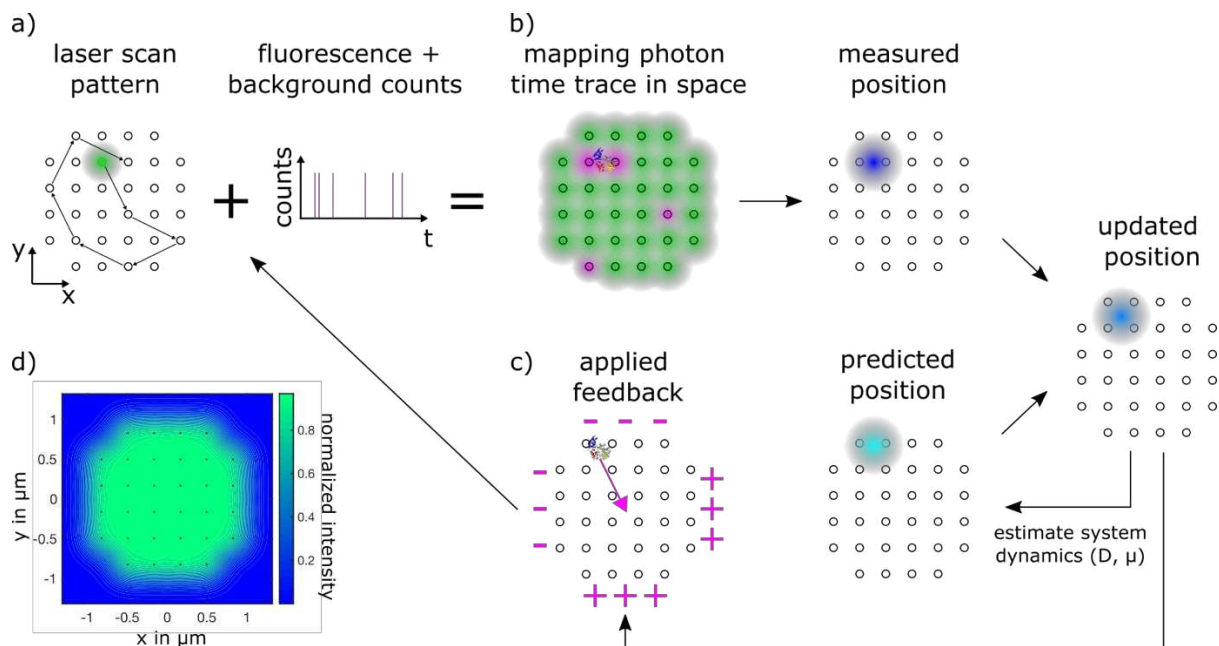 a)
laser scan
pattern
fluorescence +
background counts
y
x
+
counts
t
=
b)
mapping photon
time trace in space
measured
position
updated
position
d)
y in µm
1
0.5
0
-0.5
-1
-1
-0.5
0
0.5
1
x in µm
0.8
0.6
0.4
0.2
normalized intensity
c)
applied
feedback
- - -
-
-
-
+
+
+
+ + +
predicted
position
estimate system
dynamics (D, µ)